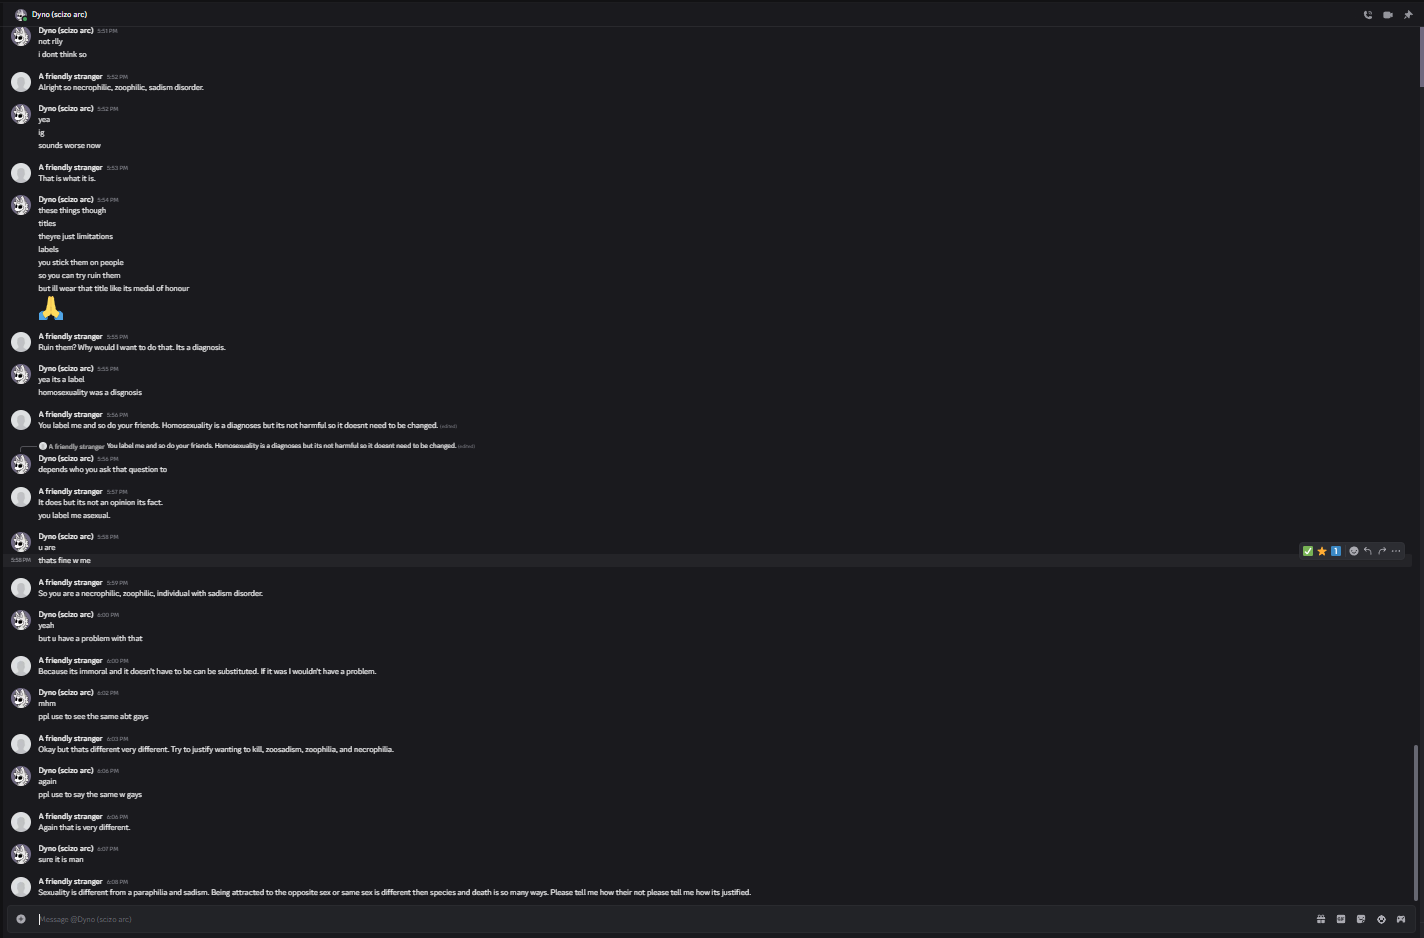 Dyno (scizo arc)
Dyno (scizo arc) 5:51 PM
not rlly
i dont think so
A friendly stranger 5:52 PM
Alright so necrophilic, zoophilic, sadism disorder.
Dyno (scizo arc) 5:52 PM
yea
ig
sounds worse now
A friendly stranger 5:53 PM
That is what it is.
Dyno (scizo arc) 5:54 PM
these things though
titles
theyre just limitations
labels
you stick them on people
so you can try ruin them
but ill wear that title like its medal of honour
A friendly stranger 5:55 PM
Ruin them? Why would I want to do that. Its a diagnosis.
Dyno (scizo arc) 5:55 PM
yea its a label
homosexuality was a disgnosis
A friendly stranger 5:56 PM
You label me and so do your friends. Homosexuality is a diagnoses but its not harmful so it doesnt need to be changed. (edited)
A friendly stranger You label me and so do your friends. Homosexuality is a diagnoses but its not harmful so it doesnt need to be changed. (edited)
Dyno (scizo arc) 5:56 PM
depends who you ask that question to
A friendly stranger 5:57 PM
It does but its not an opinion its fact.
you label me asexual.
Dyno (scizo arc) 5:58 PM
u are
5:58 PM thats fine w me
A friendly stranger 5:59 PM
So you are a necrophilic, zoophilic, individual with sadism disorder.
Dyno (scizo arc) 6:00 PM
yeah
but u have a problem with that
A friendly stranger 6:00 PM
Because its immoral and it doesn't have to be can be substituted. If it was I wouldn't have a problem.
Dyno (scizo arc) 6:02 PM
mhm
ppl use to see the same abt gays
A friendly stranger 6:03 PM
Okay but thats different very different. Try to justify wanting to kill, zoosadism, zoophilia, and necrophilia.
Dyno (scizo arc) 6:06 PM
again
ppl use to say the same w gays
A friendly stranger 6:06 PM
Again that is very different.
Dyno (scizo arc) 6:07 PM
sure it is man
A friendly stranger 6:08 PM
Sexuality is different from a paraphilia and sadism. Being attracted to the opposite sex or same sex is different then species and death is so many ways. Please tell me how their not please tell me how its justified.
Message @Dyno (scizo arc)